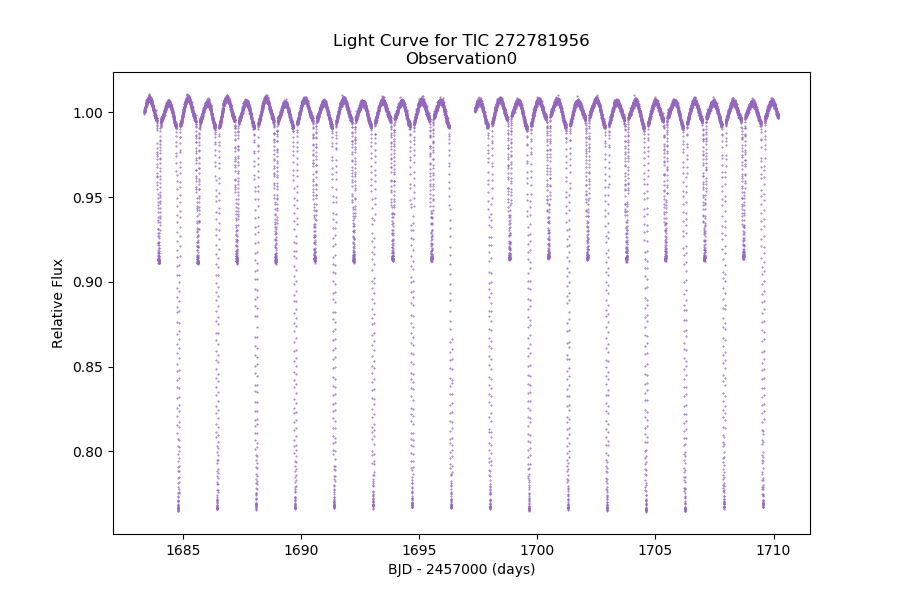 Light Curve for TIC 272781956
Observation0
1.00
0.95
0.90
0.85
0.80
Relative Flux
1685
1690
1695
1700
1705
1710
BJD - 2457000 (days)